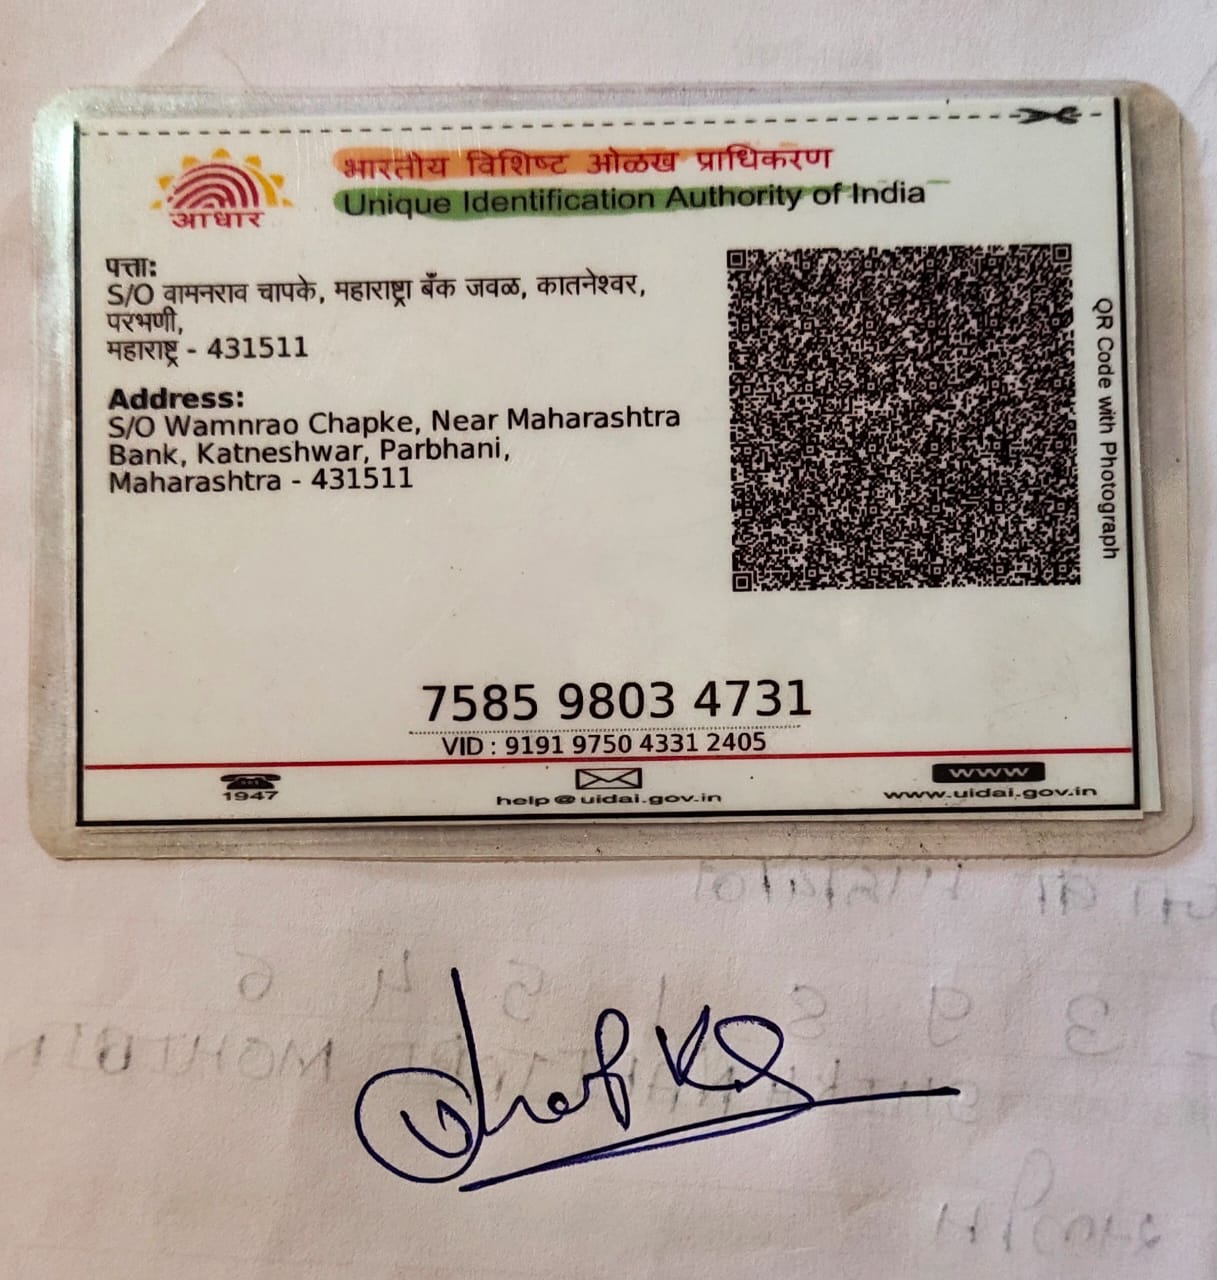 भारतीय विशिष्ट ओळख प्राधिकरण
Unique Identification Authority of India
आधार
पत्ता:
S/O वामनराव चापके, महाराष्ट्रा बँक जवळ, कातनेश्वर,
परभणी,
महाराष्ट्र - 431511
Address:
S/O Wamnrao Chapke, Near Maharashtra
Bank, Katneshwar, Parbhani,
Maharashtra - 431511
QR Code with Photograph
7585 9803 4731
VID : 9191 9750 4331 2405
1947
help@uidai.gov.in
www
www.uidai.gov.in